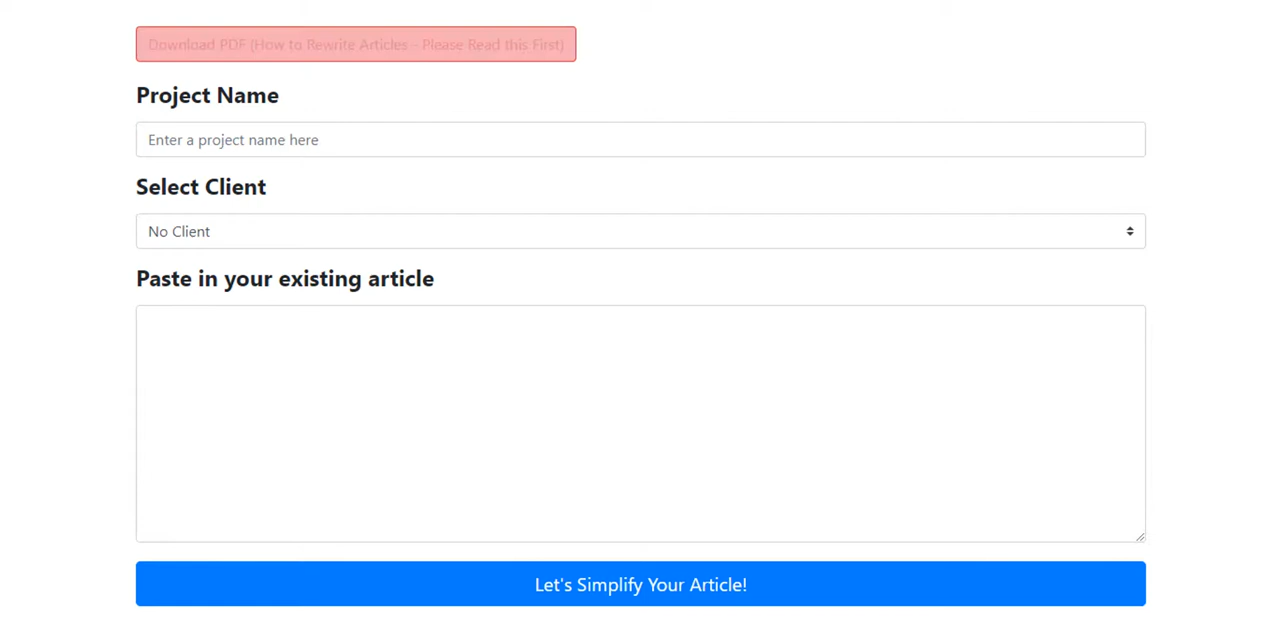 Download PDF (How to Rewrite Articles - Please Read this First)
Project Name
Enter a project name here
Select Client
No Client
Paste in your existing article
Let's Simplify Your Article!